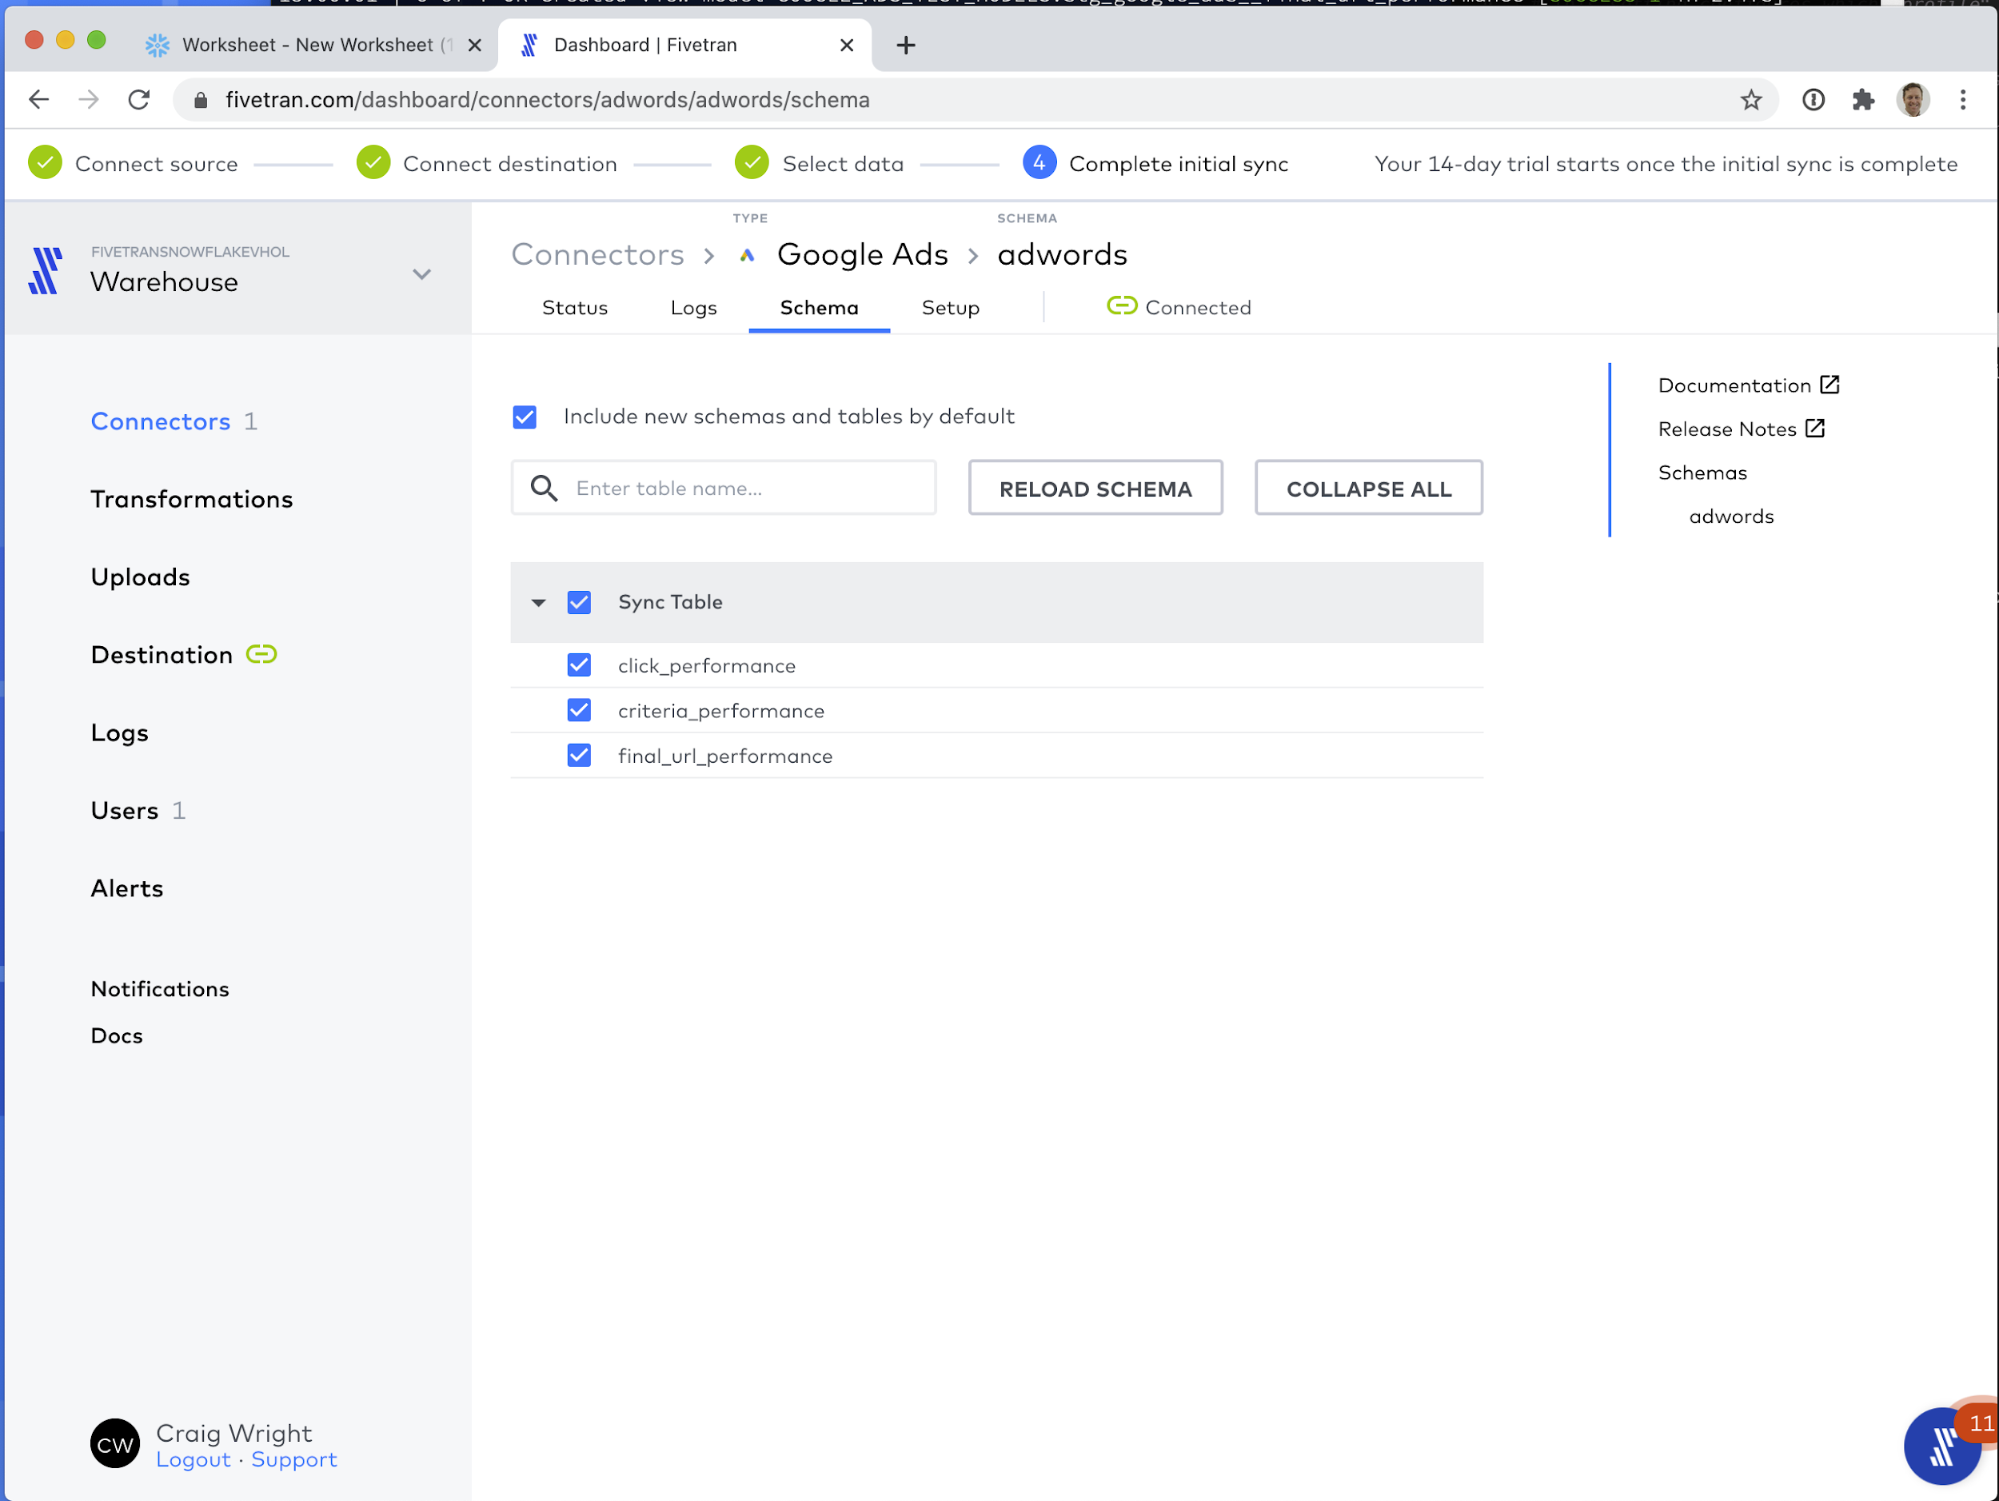 Worksheet - New Worksheet (1
Dashboard | Fivetran
fivetran.com/dashboard/connectors/adwords/adwords/schema
Connect source
Connect destination
Select data
4 Complete initial sync
Your 14-day trial starts once the initial sync is complete
FIVETRANSNOWFLAKEVHOL
Warehouse
TYPE
SCHEMA
Connectors > Google Ads > adwords
Status
Logs
Schema
Setup
Connected
Connectors 1
Transformations
Uploads
Destination
Logs
Users 1
Alerts
Notifications
Docs
Include new schemas and tables by default
Enter table name...
RELOAD SCHEMA
COLLAPSE ALL
Sync Table
click_performance
criteria_performance
final_url_performance
Documentation
Release Notes
Schemas
adwords
CW
Craig Wright
Logout · Support
11